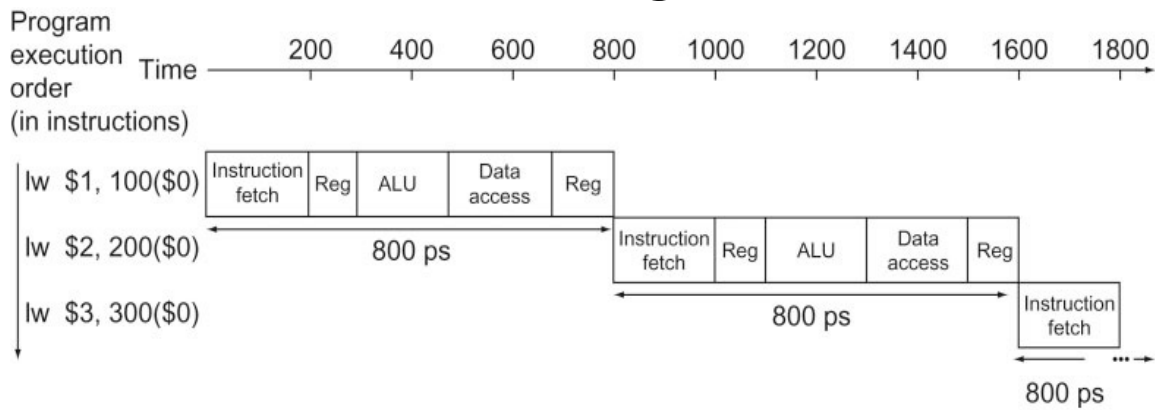 Program
execution
order
(in instructions)
Time
200 400 600 800 1000 1200 1400 1600 1800
lw $1, 100($0)
Instruction
fetch
Reg
ALU
Data
access
Reg
800 ps
lw $2, 200($0)
Instruction
fetch
Reg
ALU
Data
access
Reg
800 ps
lw $3, 300($0)
Instruction
fetch
...
800 ps